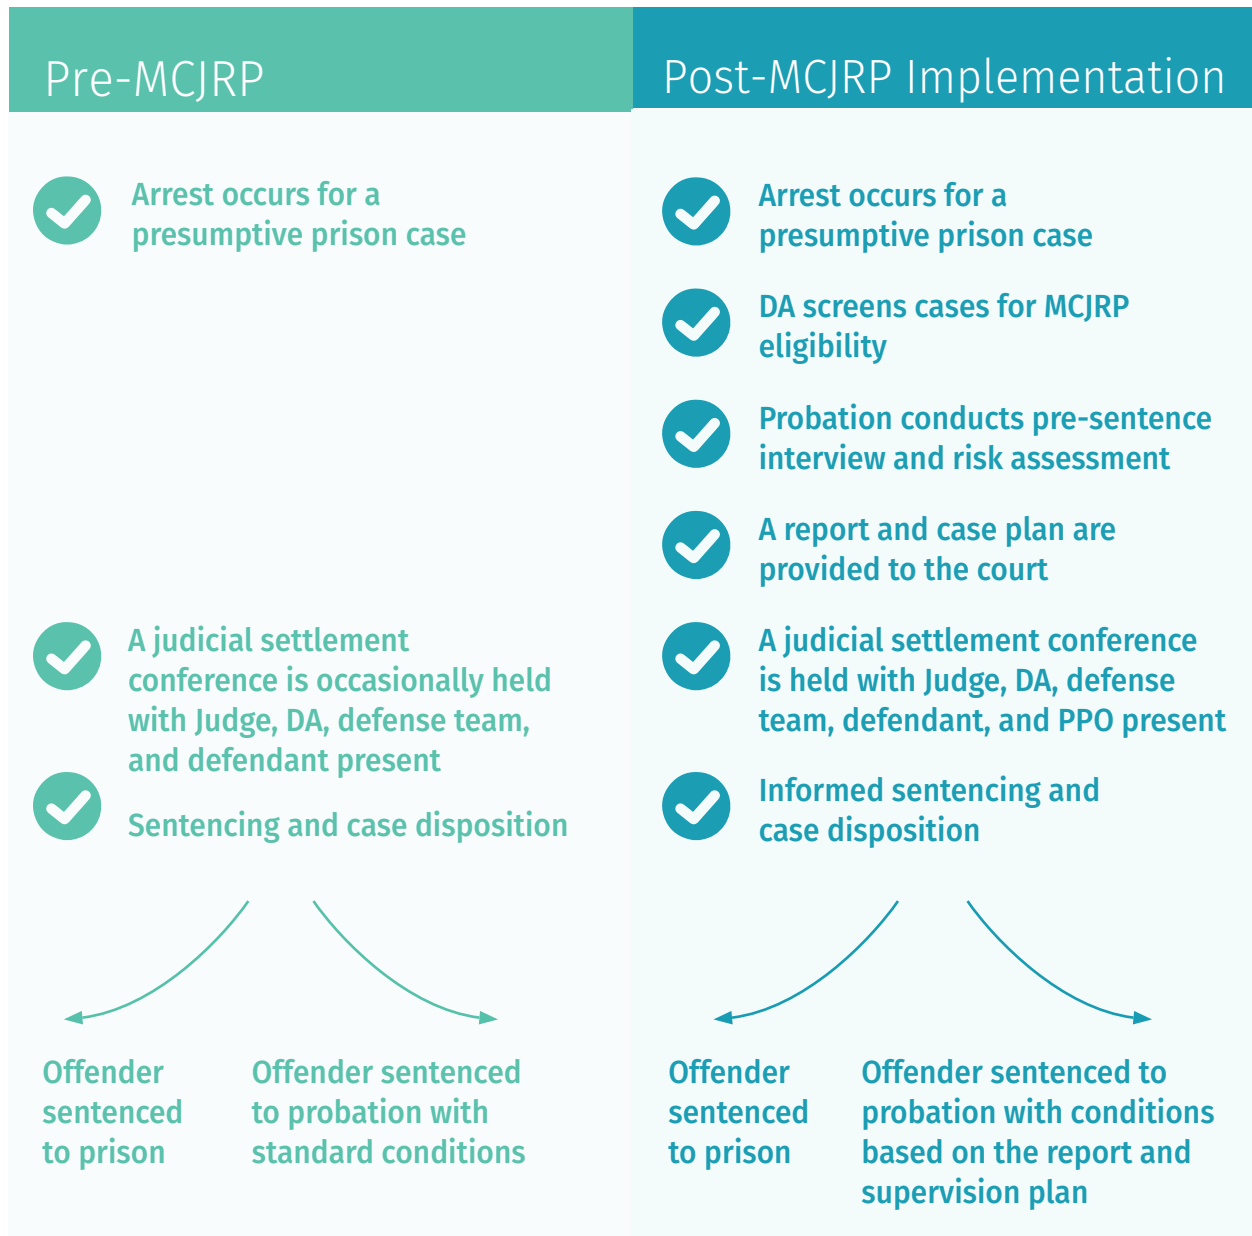 Pre-MCJRP
Arrest occurs for a
presumptive prison case
A judicial settlement
conference is occasionally held
with Judge, DA, defense team,
and defendant present
Sentencing and case disposition
Offender
sentenced
to prison
Offender sentenced
to probation with
standard conditions
Post-MCJRP Implementation
Arrest occurs for a
presumptive prison case
DA screens cases for MCJRP
eligibility
Probation conducts pre-sentence
interview and risk assessment
A report and case plan are
provided to the court
A judicial settlement conference
is held with Judge, DA, defense
team, defendant, and PPO present
Informed sentencing and
case disposition
Offender
sentenced
to prison
Offender sentenced to
probation with conditions
based on the report and
supervision plan